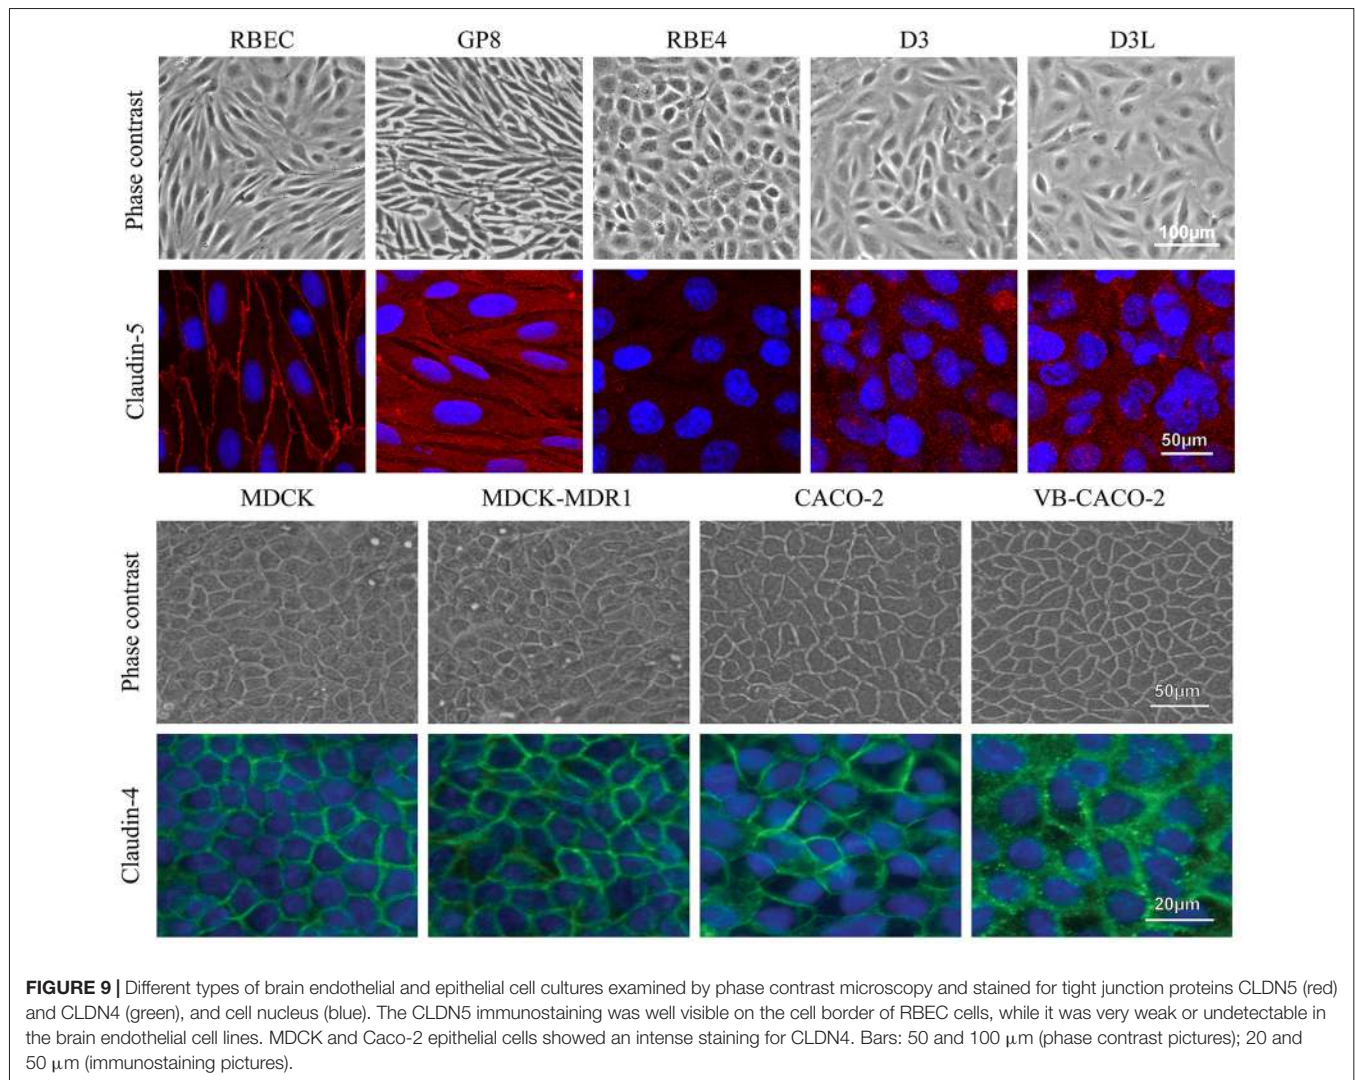 RBEC GP8 RBE4 D3 D3L
Phase contrast
100µm
Claudin-5
50µm
MDCK MDCK-MDR1 CACO-2 VB-CACO-2
Phase contrast
50µm
Claudin-4
20µm
FIGURE 9 | Different types of brain endothelial and epithelial cell cultures examined by phase contrast microscopy and stained for tight junction proteins CLDN5 (red)
and CLDN4 (green), and cell nucleus (blue). The CLDN5 immunostaining was well visible on the cell border of RBEC cells, while it was very weak or undetectable in
the brain endothelial cell lines. MDCK and Caco-2 epithelial cells showed an intense staining for CLDN4. Bars: 50 and 100 µm (phase contrast pictures); 20 and
50 µm (immunostaining pictures).